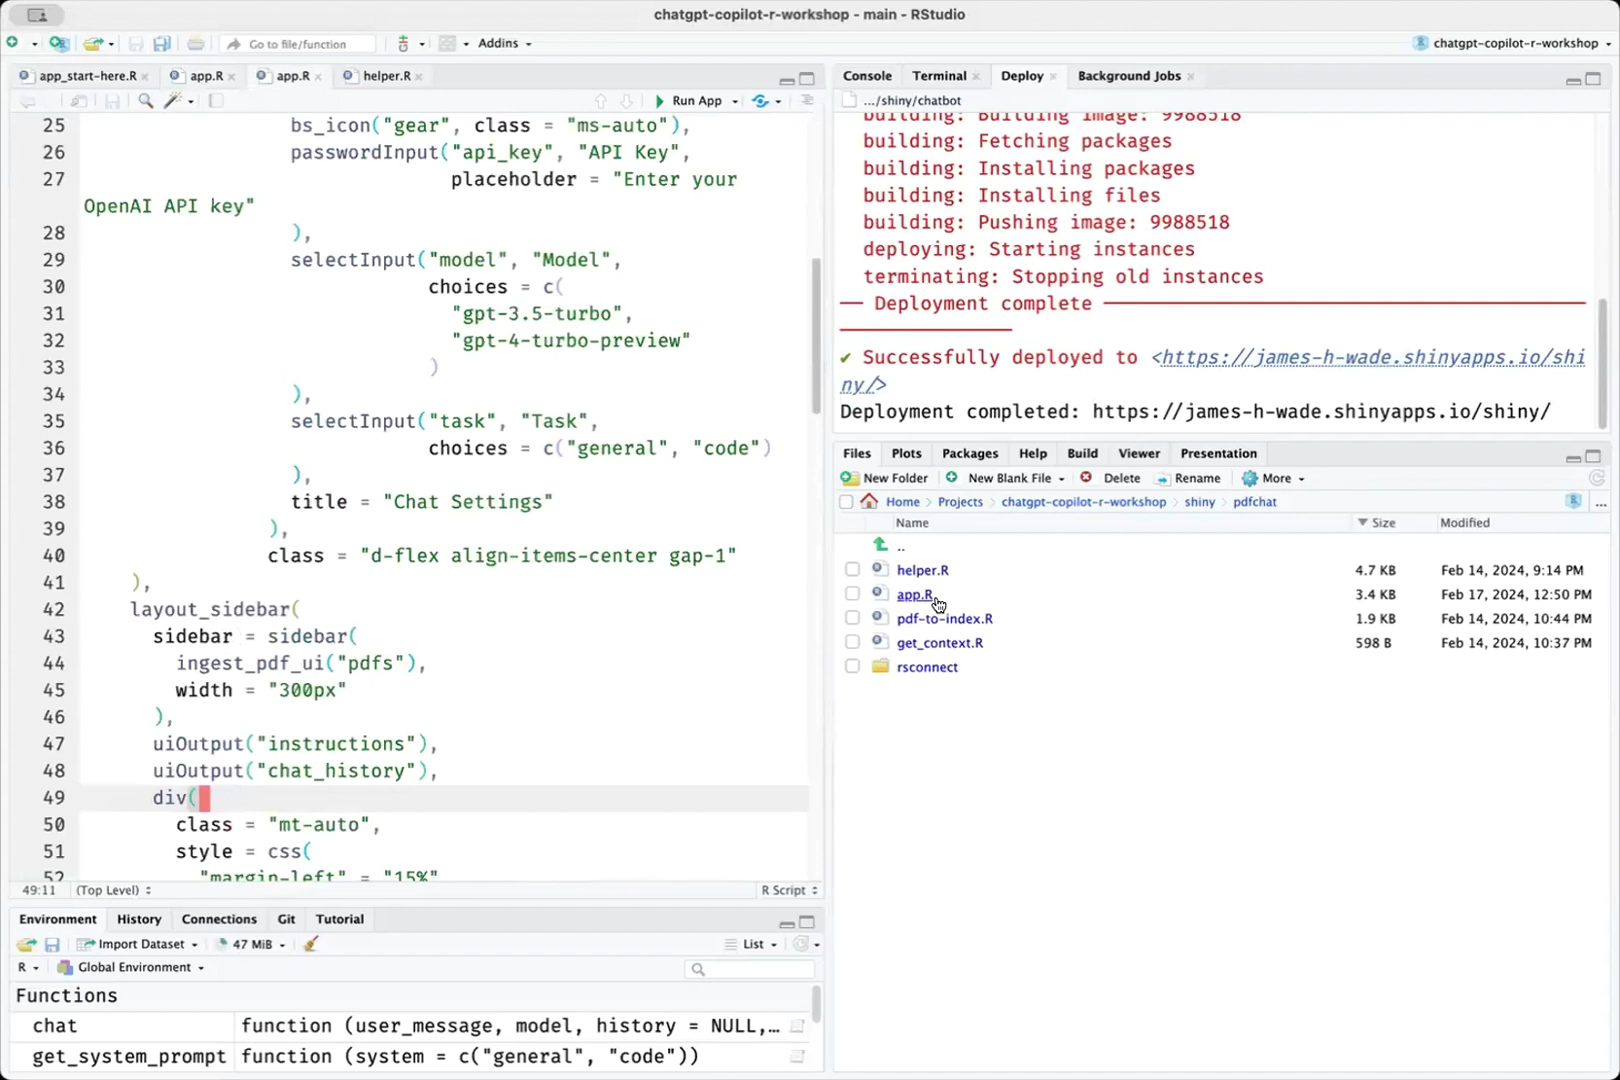 chatgpt-copilot-r-workshop - main - RStudio
Go to file/function
Addins
chatgpt-copilot-r-workshop
app_start-here.R
app.R
app.R
helper.R
Run App
25 bs_icon("gear", class = "ms-auto"),
26 passwordInput("api_key", "API Key",
27 placeholder = "Enter your
OpenAI API key"
28 ),
29 selectInput("model", "Model",
30 choices = c(
31 "gpt-3.5-turbo",
32 "gpt-4-turbo-preview"
33 )
34 ),
35 selectInput("task", "Task",
36 choices = c("general", "code")
37 ),
38 title = "Chat Settings"
39 ),
40 class = "d-flex align-items-center gap-1"
41 ),
42 layout_sidebar(
43 sidebar = sidebar(
44 ingest_pdf_ui("pdfs"),
45 width = "300px"
46 ),
47 uiOutput("instructions"),
48 uiOutput("chat_history"),
49 div(
50 class = "mt-auto",
51 style = css(
52 "margin-left" = "15%"
49:11 (Top Level) R Script
Environment History Connections Git Tutorial
Import Dataset 47 MiB List
R Global Environment
Functions
chat function (user_message, model, history = NULL,…
get_system_prompt function (system = c("general", "code"))
Console Terminal Deploy Background Jobs
.../shiny/chatbot
building: Building image: 9988518
building: Fetching packages
building: Installing packages
building: Installing files
building: Pushing image: 9988518
deploying: Starting instances
terminating: Stopping old instances
── Deployment complete ──
✔ Successfully deployed to <https://james-h-wade.shinyapps.io/shi
ny/>
Deployment completed: https://james-h-wade.shinyapps.io/shiny/
Files Plots Packages Help Build Viewer Presentation
New Folder New Blank File Delete Rename More
Home Projects chatgpt-copilot-r-workshop shiny pdfchat ...
Name Size Modified
..
helper.R 4.7 KB Feb 14, 2024, 9:14 PM
app.R 3.4 KB Feb 17, 2024, 12:50 PM
pdf-to-index.R 1.9 KB Feb 14, 2024, 10:44 PM
get_context.R 598 B Feb 14, 2024, 10:37 PM
rsconnect